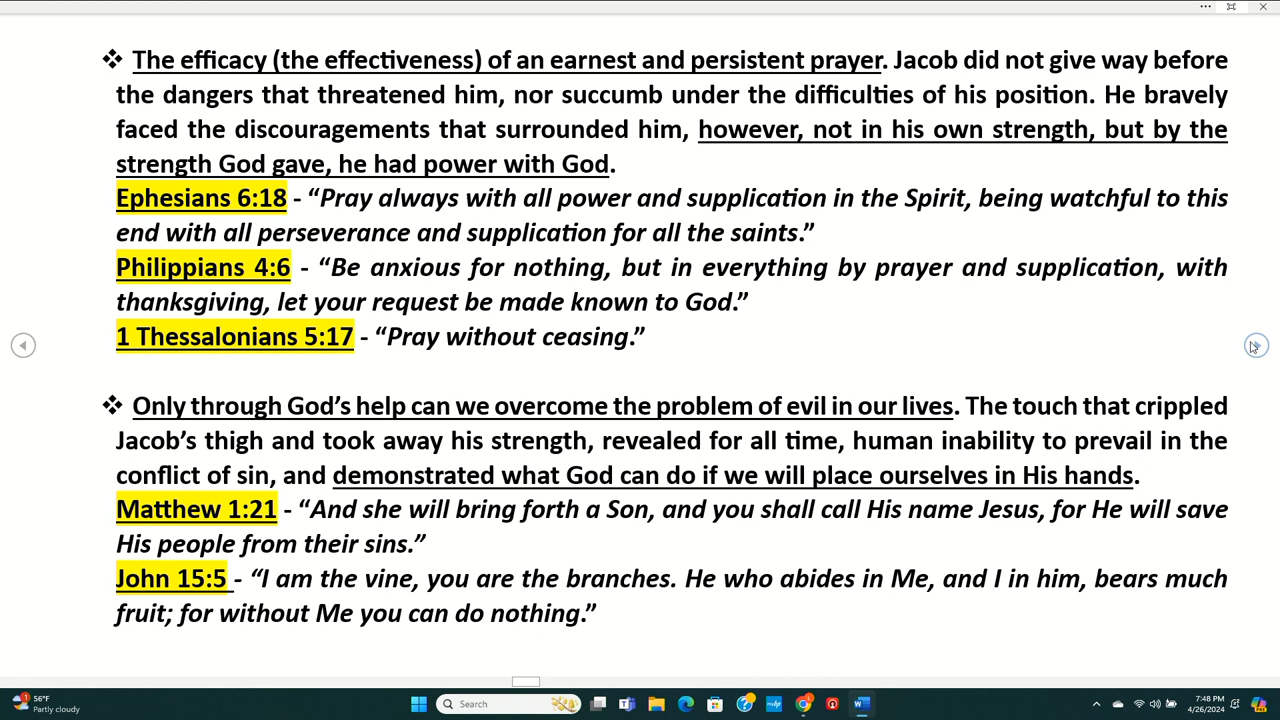 ❖ The efficacy (the effectiveness) of an earnest and persistent prayer. Jacob did not give way before
the dangers that threatened him, nor succumb under the difficulties of his position. He bravely
faced the discouragements that surrounded him, however, not in his own strength, but by the
strength God gave, he had power with God.
Ephesians 6:18 - “Pray always with all power and supplication in the Spirit, being watchful to this
end with all perseverance and supplication for all the saints.”
Philippians 4:6 - “Be anxious for nothing, but in everything by prayer and supplication, with
thanksgiving, let your request be made known to God.”
1 Thessalonians 5:17 - “Pray without ceasing.”
❖ Only through God’s help can we overcome the problem of evil in our lives. The touch that crippled
Jacob’s thigh and took away his strength, revealed for all time, human inability to prevail in the
conflict of sin, and demonstrated what God can do if we will place ourselves in His hands.
Matthew 1:21 - “And she will bring forth a Son, and you shall call His name Jesus, for He will save
His people from their sins.”
John 15:5 - “I am the vine, you are the branches. He who abides in Me, and I in him, bears much
fruit; for without Me you can do nothing.”
1
56°F
Partly cloudy
Search
7:48 PM
4/26/2024